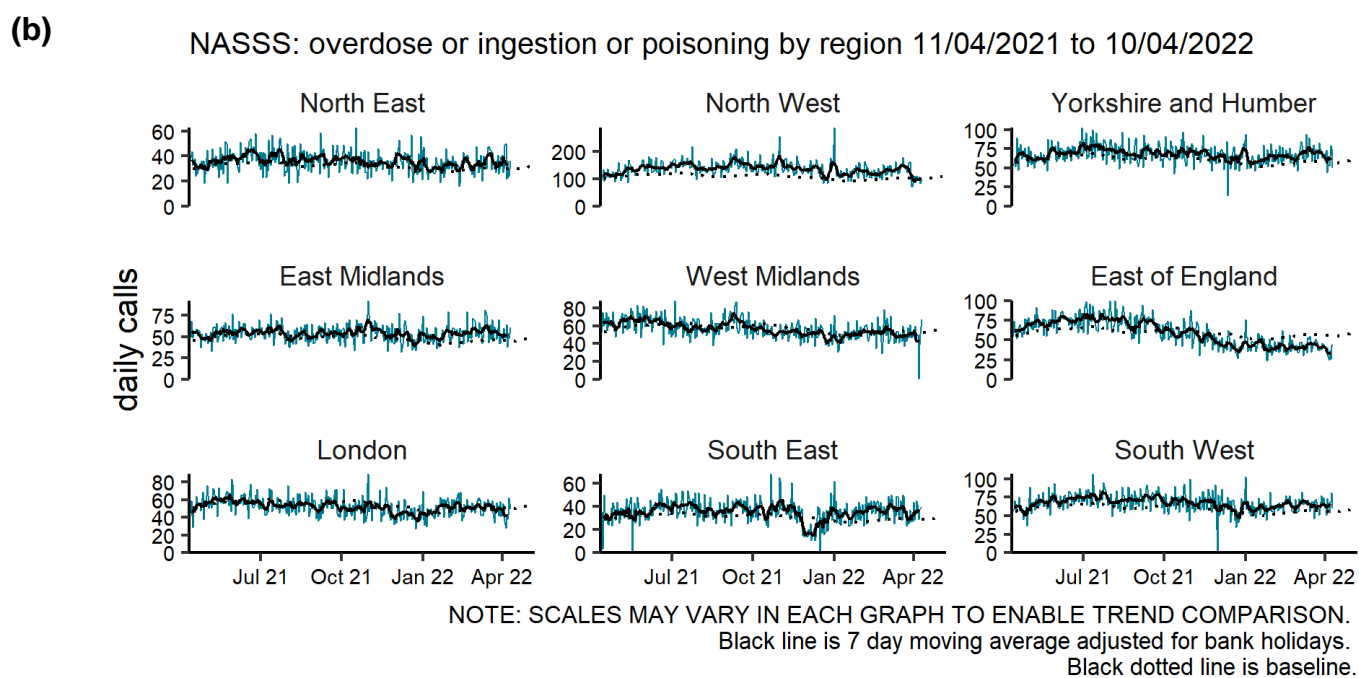 (b)
NASSS: overdose or ingestion or poisoning by region 11/04/2021 to 10/04/2022
North East
60
40
20
0
North West
200
100
0
Yorkshire and Humber
100
75
50
25
0
daily calls
East Midlands
75
50
25
0
West Midlands
80
60
40
20
0
East of England
100
75
50
25
0
London
80
60
40
20
0
Jul 21 Oct 21 Jan 22 Apr 22
South East
60
40
20
0
Jul 21 Oct 21 Jan 22 Apr 22
South West
100
75
50
25
0
Jul 21 Oct 21 Jan 22 Apr 22
NOTE: SCALES MAY VARY IN EACH GRAPH TO ENABLE TREND COMPARISON.
Black line is 7 day moving average adjusted for bank holidays.
Black dotted line is baseline.